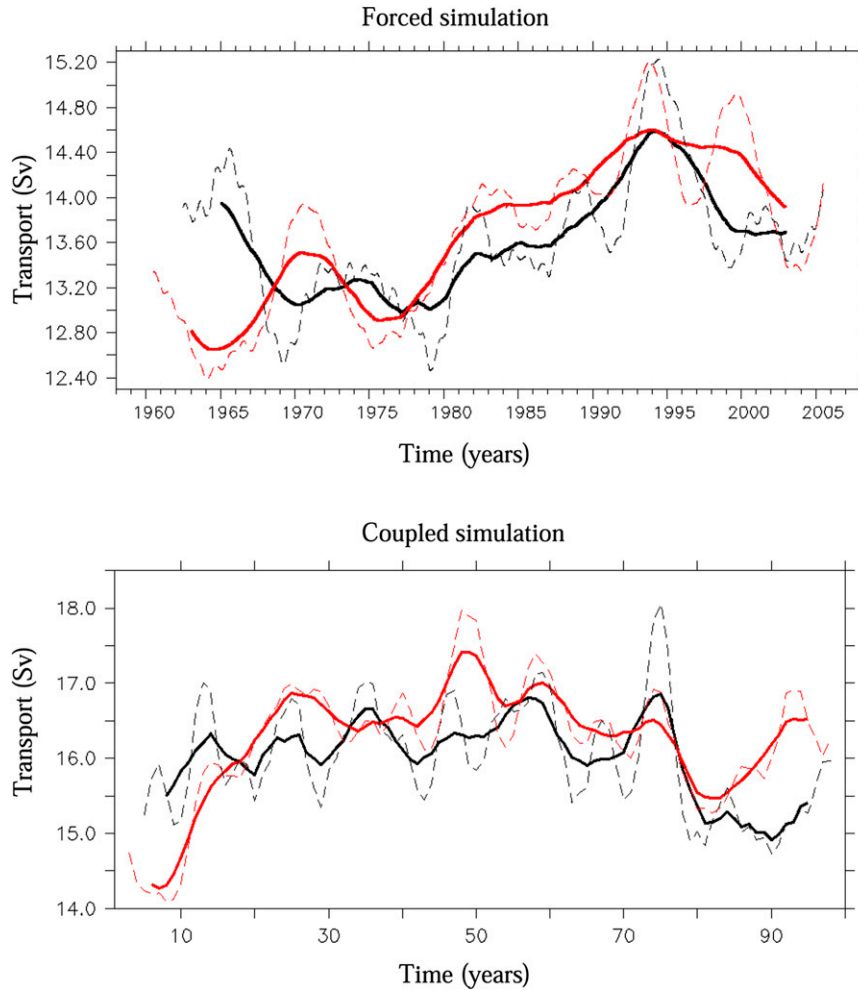 Forced simulation
15.20
14.80
14.40
14.00
13.60
13.20
12.80
12.40
Transport (Sv)
1960 1965 1970 1975 1980 1985 1990 1995 2000 2005
Time (years)
Coupled simulation
18.0
17.0
16.0
15.0
14.0
Transport (Sv)
10 30 50 70 90
Time (years)